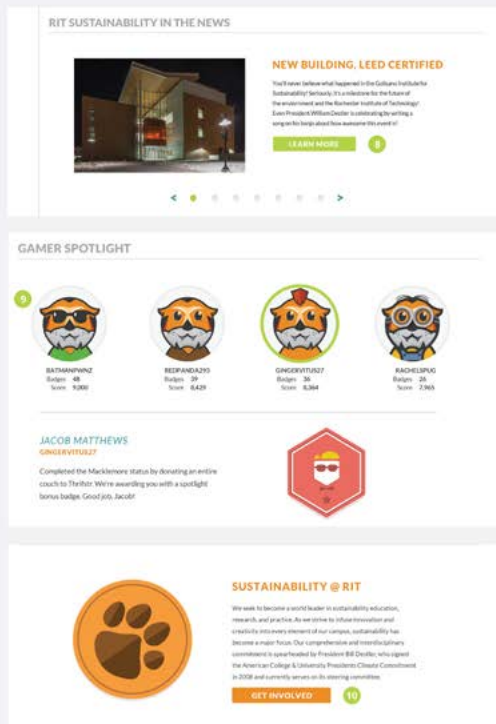 RIT SUSTAINABILITY IN THE NEWS
NEW BUILDING, LEED CERTIFIED
You'll never believe what happened in the Golisano Institute for
Sustainability! Seriously, it's a milestone for the future of
the environment and the Rochester Institute of Technology!
Even President William Destler is celebrating by writing a
song on his banjo about how awesome this event is!
LEARN MORE
8
< >
GAMER SPOTLIGHT
9
BATMANPWNZ
Badges 48
Score 9,000
REDPANDA293
Badges 39
Score 8,429
GINGERVITUS27
Badges 36
Score 8,364
RACHELSPUG
Badges 26
Score 7,965
JACOB MATTHEWS
GINGERVITUS27
Completed the Macklemore status by donating an entire
couch to Thrifstr. We're awarding you with a spotlight
bonus badge. Good job, Jacob!
SUSTAINABILITY @ RIT
We seek to become a world leader in sustainability education,
research, and practice. As we strive to infuse innovation and
creativity into every element of our campus, sustainability has
become a major focus. Our comprehensive and interdisciplinary
commitment is spearheaded by President Bill Destler, who signed
the American College & University Presidents Climate Commitment
in 2008 and currently serves on its steering committee.
GET INVOLVED
10